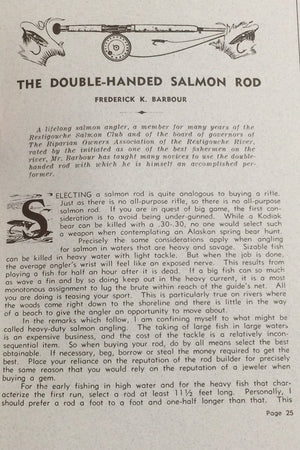 THE DOUBLE-HANDED SALMON ROD
FREDERICK K. BARBOUR
A lifelong salmon angler, a member for many years of the
Restigouche Salmon Club and of the board of governors of
The Riparian Owners Association of the Restigouche River,
rated by the initiated as one of the best fishermen on the
river, Mr. Barbour has taught many novices to use the double-
handed rod with which he is himself an accomplished per-
former.
SELECTING a salmon rod is quite analogous to buying a rifle.
Just as there is no all-purpose rifle, so there is no all-purpose
salmon rod. If you are in quest of big game, the first con-
sideration is to avoid being under-gunned. While a Kodiak
bear can be killed with a .30-.30, no one would select such
a weapon when contemplating an Alaskan spring bear hunt.
Precisely the same considerations apply when angling
for salmon in waters that are heavy and savage. Sizable fish
can be killed in heavy water with light tackle. But when the job is done,
the average angler's wrist will feel like an exposed nerve. This results from
playing a fish for half an hour after it is dead. If a big fish can so much
as wave a fin and by so doing keep out in the heavy current, it is a most
monotonous assignment to lug the brute within reach of the guide's net. All
you are doing is teasing your sport. This is particularly true on rivers where
the woods come right down to the shoreline and there is little in the way
of a beach to give the angler an opportunity to move about.
In the remarks which follow, I am confining myself to what might be
called heavy-duty salmon angling. The taking of large fish in large waters
is an expensive business, and the cost of the tackle is a relatively incon-
sequential item. So when buying your rod, do by all means select the best
obtainable. If necessary, beg, borrow or steal the money required to get the
best. Place your reliance on the reputation of the rod builder for precisely
the same reason that you would rely on the reputation of a jeweler when
buying a gem.
For the early fishing in high water and for the heavy fish that char-
acterize the first run, select a rod at least 11½ feet long. Personally, I
should prefer a rod a foot to a foot and one-half longer than that. This
Page 25